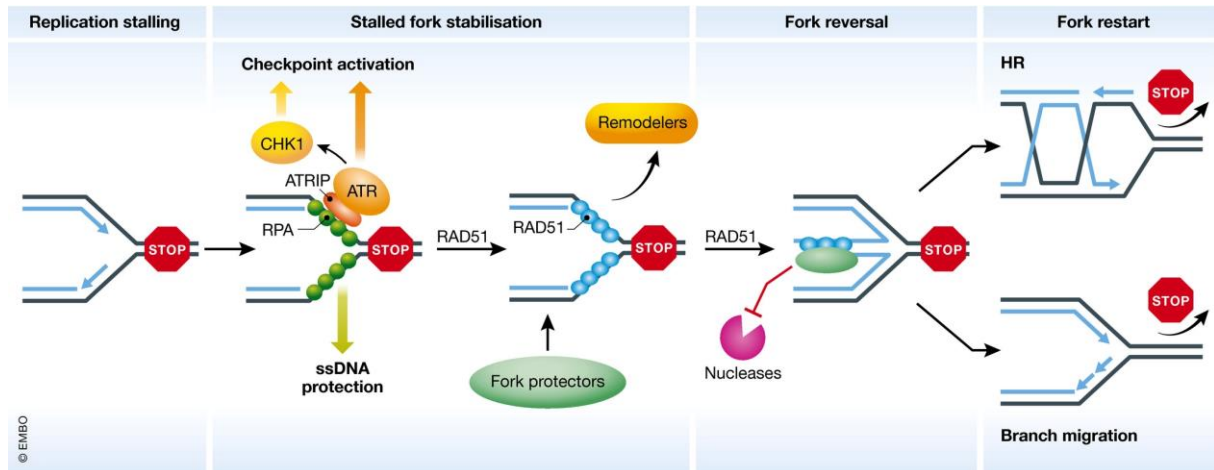 Replication stalling
Stalled fork stabilisation
Fork reversal
Fork restart
Checkpoint activation
CHK1
ATRIP
ATR
RPA
STOP
STOP
ssDNA
protection
RAD51
Remodelers
RAD51
STOP
Fork protectors
RAD51
STOP
Nucleases
HR
STOP
STOP
Branch migration
© EMBO